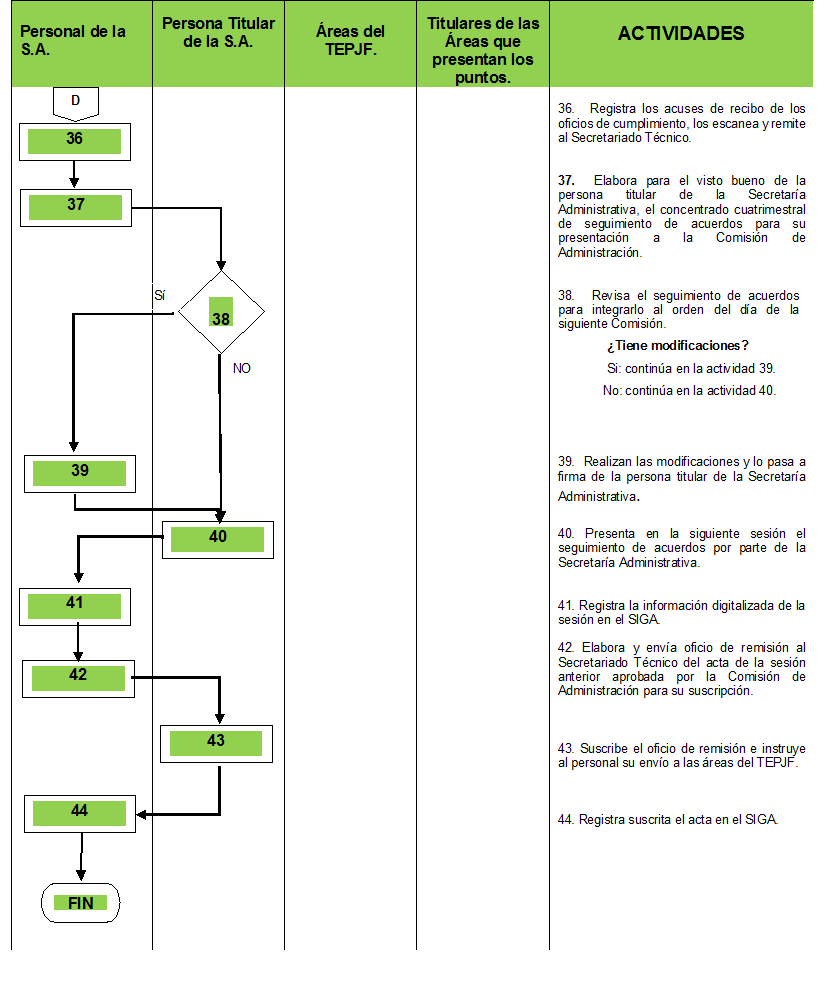 Personal de la
S.A.
Persona Titular
de la S.A.
Áreas del
TEPJF.
Titulares de las
Áreas que
presentan los
puntos.
ACTIVIDADES
D
36
37
Sí
38
NO
39
40
41
42
43
44
FIN
36. Registra los acuses de recibo de los
oficios de cumplimiento, los escanea y remite
al Secretariado Técnico.
37. Elabora para el visto bueno de la
persona titular de la Secretaría
Administrativa, el concentrado cuatrimestral
de seguimiento de acuerdos para su
presentación a la Comisión de
Administración.
38. Revisa el seguimiento de acuerdos
para integrarlo al orden del día de la
siguiente Comisión.
¿Tiene modificaciones?
Si: continúa en la actividad 39.
No: continúa en la actividad 40.
39. Realizan las modificaciones y lo pasa a
firma de la persona titular de la Secretaría
Administrativa.
40. Presenta en la siguiente sesión el
seguimiento de acuerdos por parte de la
Secretaría Administrativa.
41. Registra la información digitalizada de la
sesión en el SIGA.
42. Elabora y envía oficio de remisión al
Secretariado Técnico del acta de la sesión
anterior aprobada por la Comisión de
Administración para su suscripción.
43. Suscribe el oficio de remisión e instruye
al personal su envío a las áreas del TEPJF.
44. Registra suscrita el acta en el SIGA.